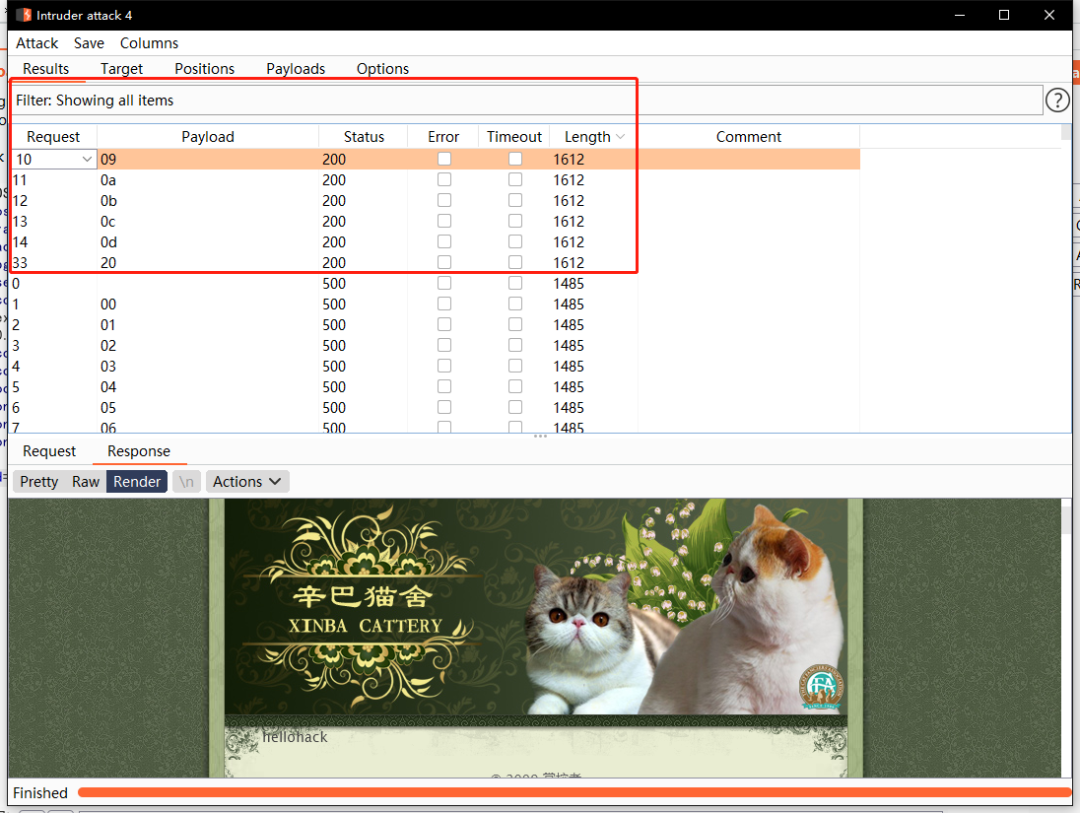 Intruder attack 4
Attack Save Columns
Results Target Positions Payloads Options
Filter: Showing all items
?
Request Payload Status Error Timeout Length Comment
10 09 200 1612
11 0a 200 1612
12 0b 200 1612
13 0c 200 1612
14 0d 200 1612
33 20 200 1612
0 500 1485
1 00 500 1485
2 01 500 1485
3 02 500 1485
4 03 500 1485
5 04 500 1485
6 05 500 1485
7 06 500 1485
Request Response
Pretty Raw Render \n Actions
辛巴猫舍
XINBA CATTERY
hellohack
Finished